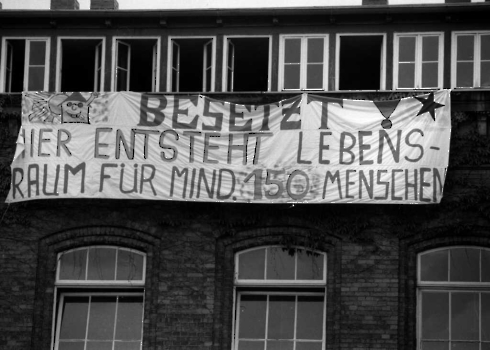 BESETZT!
HIER ENTSTEHT LEBENS-
RAUM FÜR MIND. 150 MENSCHEN